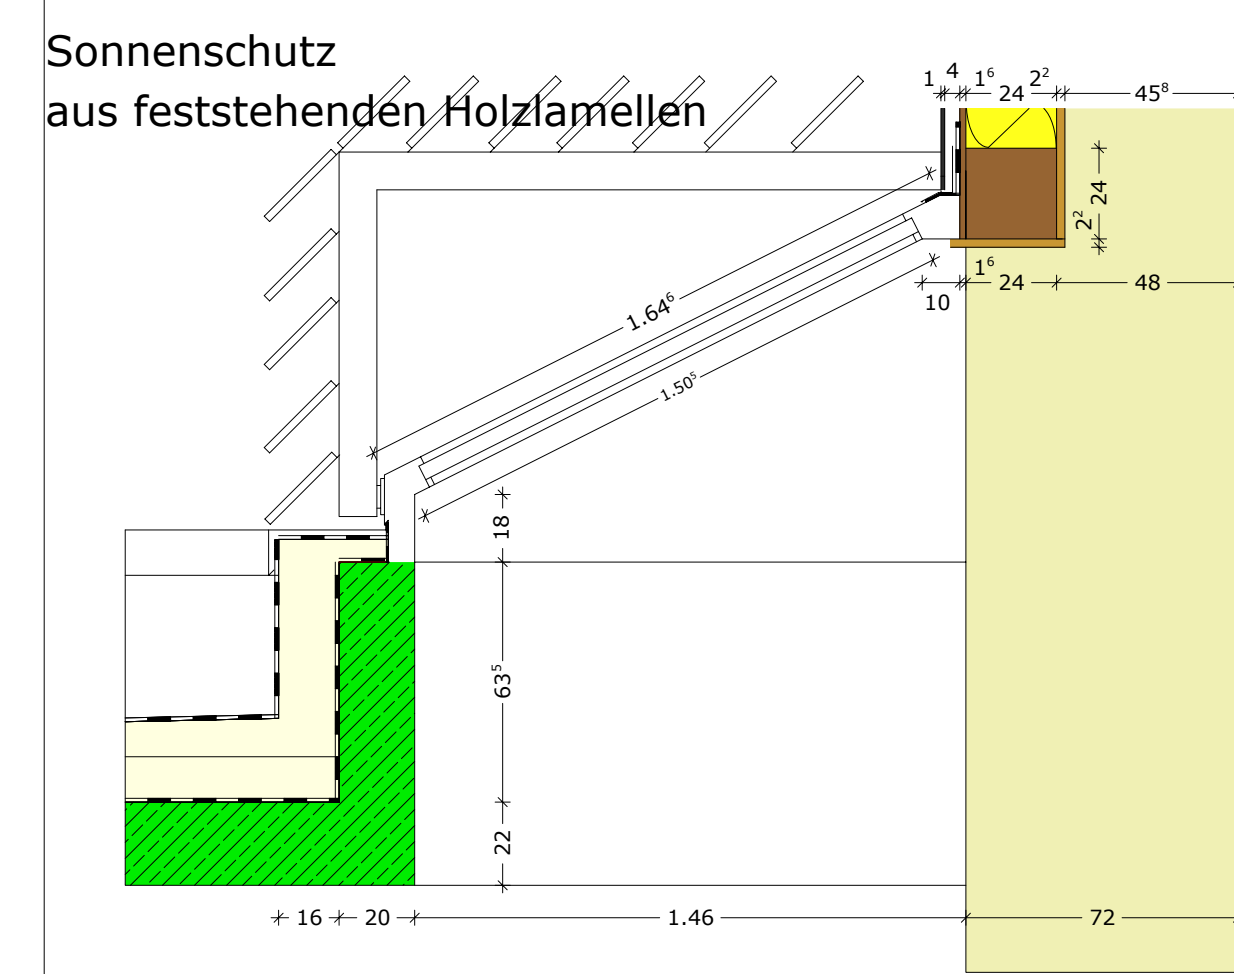 Sonnenschutz
aus feststehenden Holzlamellen
1 4 1⁶ 24 2² 45⁸
24
2²
1.64⁶
1⁶
24 48
10
1.50⁵
18
63⁵
22
16 20 1.46 72